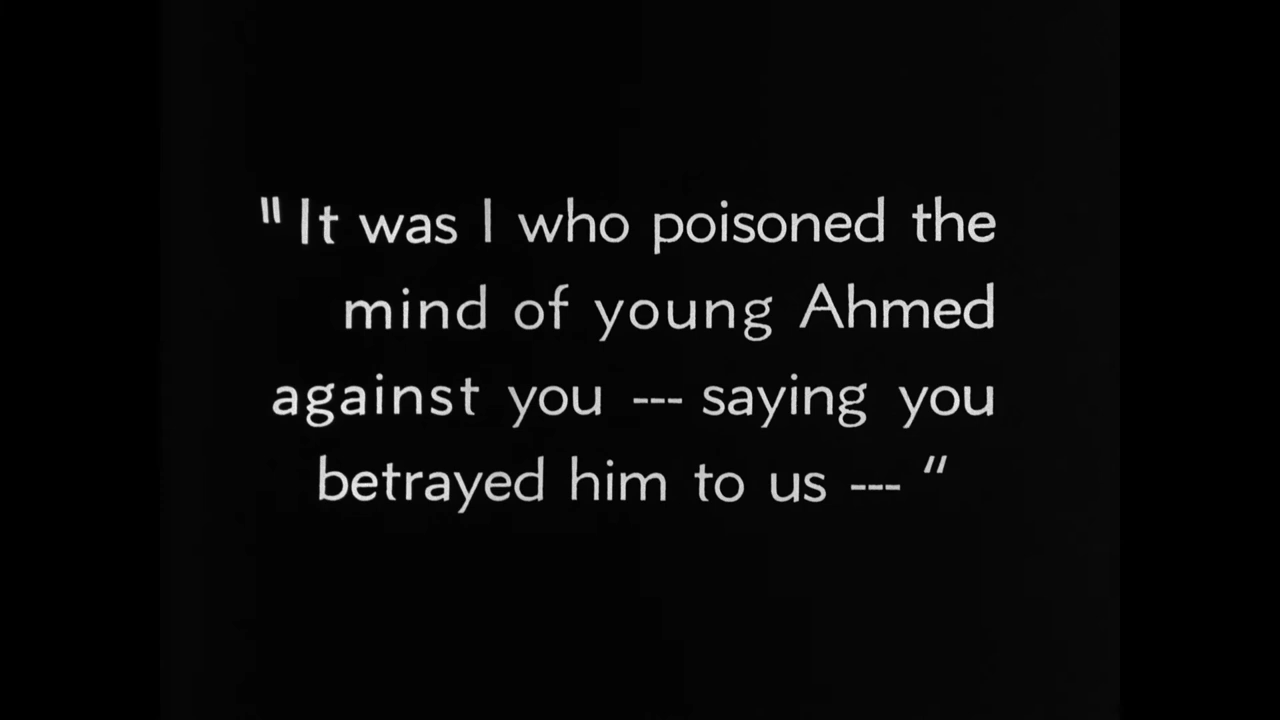 "It was I who poisoned the
mind of young Ahmed
against you --- saying you
betrayed him to us --- "